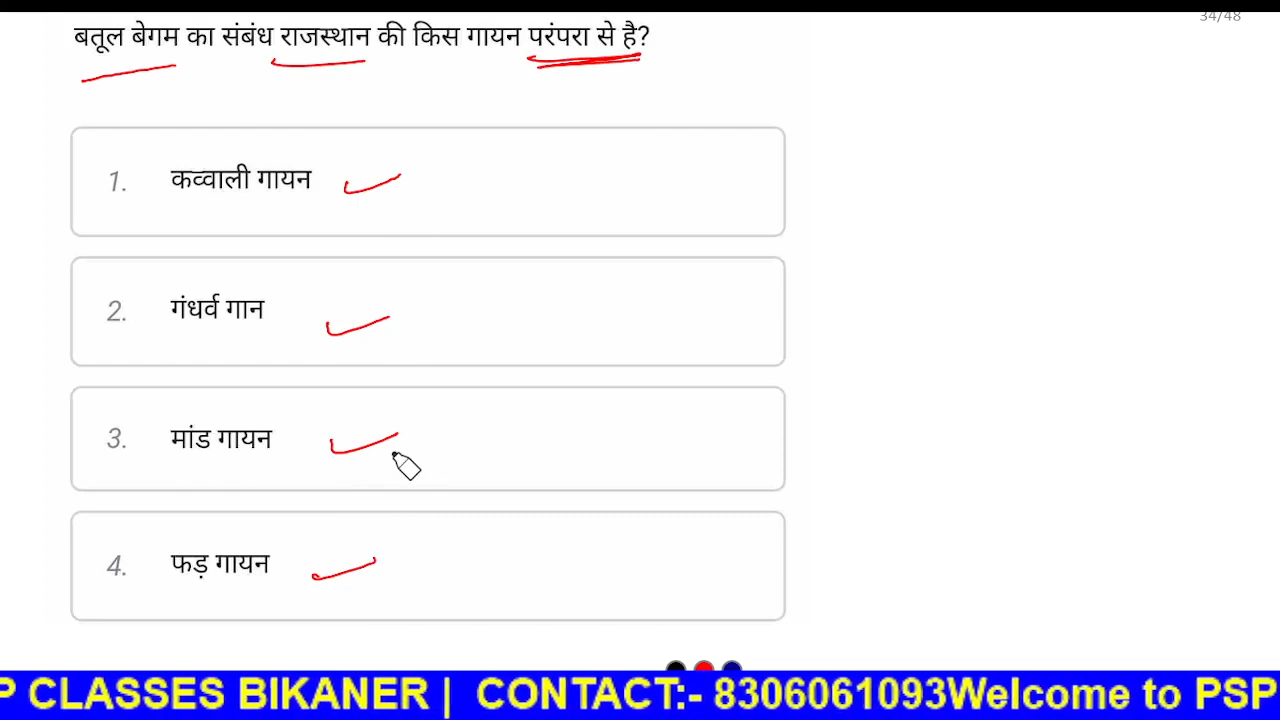 34/48
बतूल बेगम का संबंध राजस्थान की किस गायन परंपरा से है?
1. कव्वाली गायन
2. गंधर्व गान
3. मांड गायन
4. फड़ गायन
P CLASSES BIKANER | CONTACT:- 8306061093Welcome to PSP